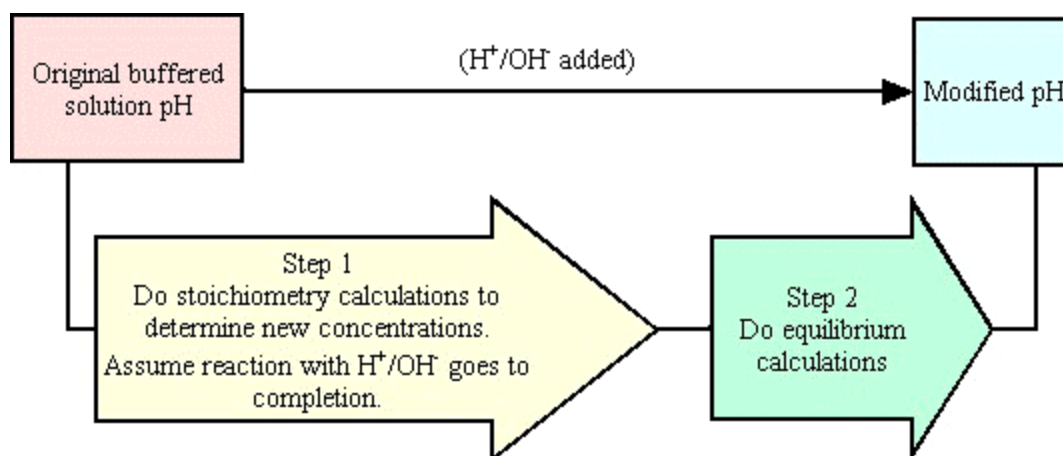 Original buffered
solution pH
(H⁺/OH⁻ added)
Modified pH
Step 1
Do stoichiometry calculations to
determine new concentrations.
Assume reaction with H⁺/OH⁻ goes to
completion.
Step 2
Do equilibrium
calculations